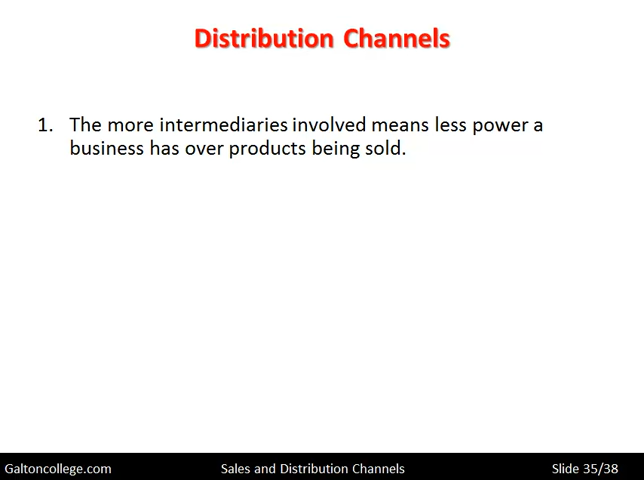 Distribution Channels
1. The more intermediaries involved means less power a
business has over products being sold.
Galtoncollege.com Sales and Distribution Channels Slide 35/38